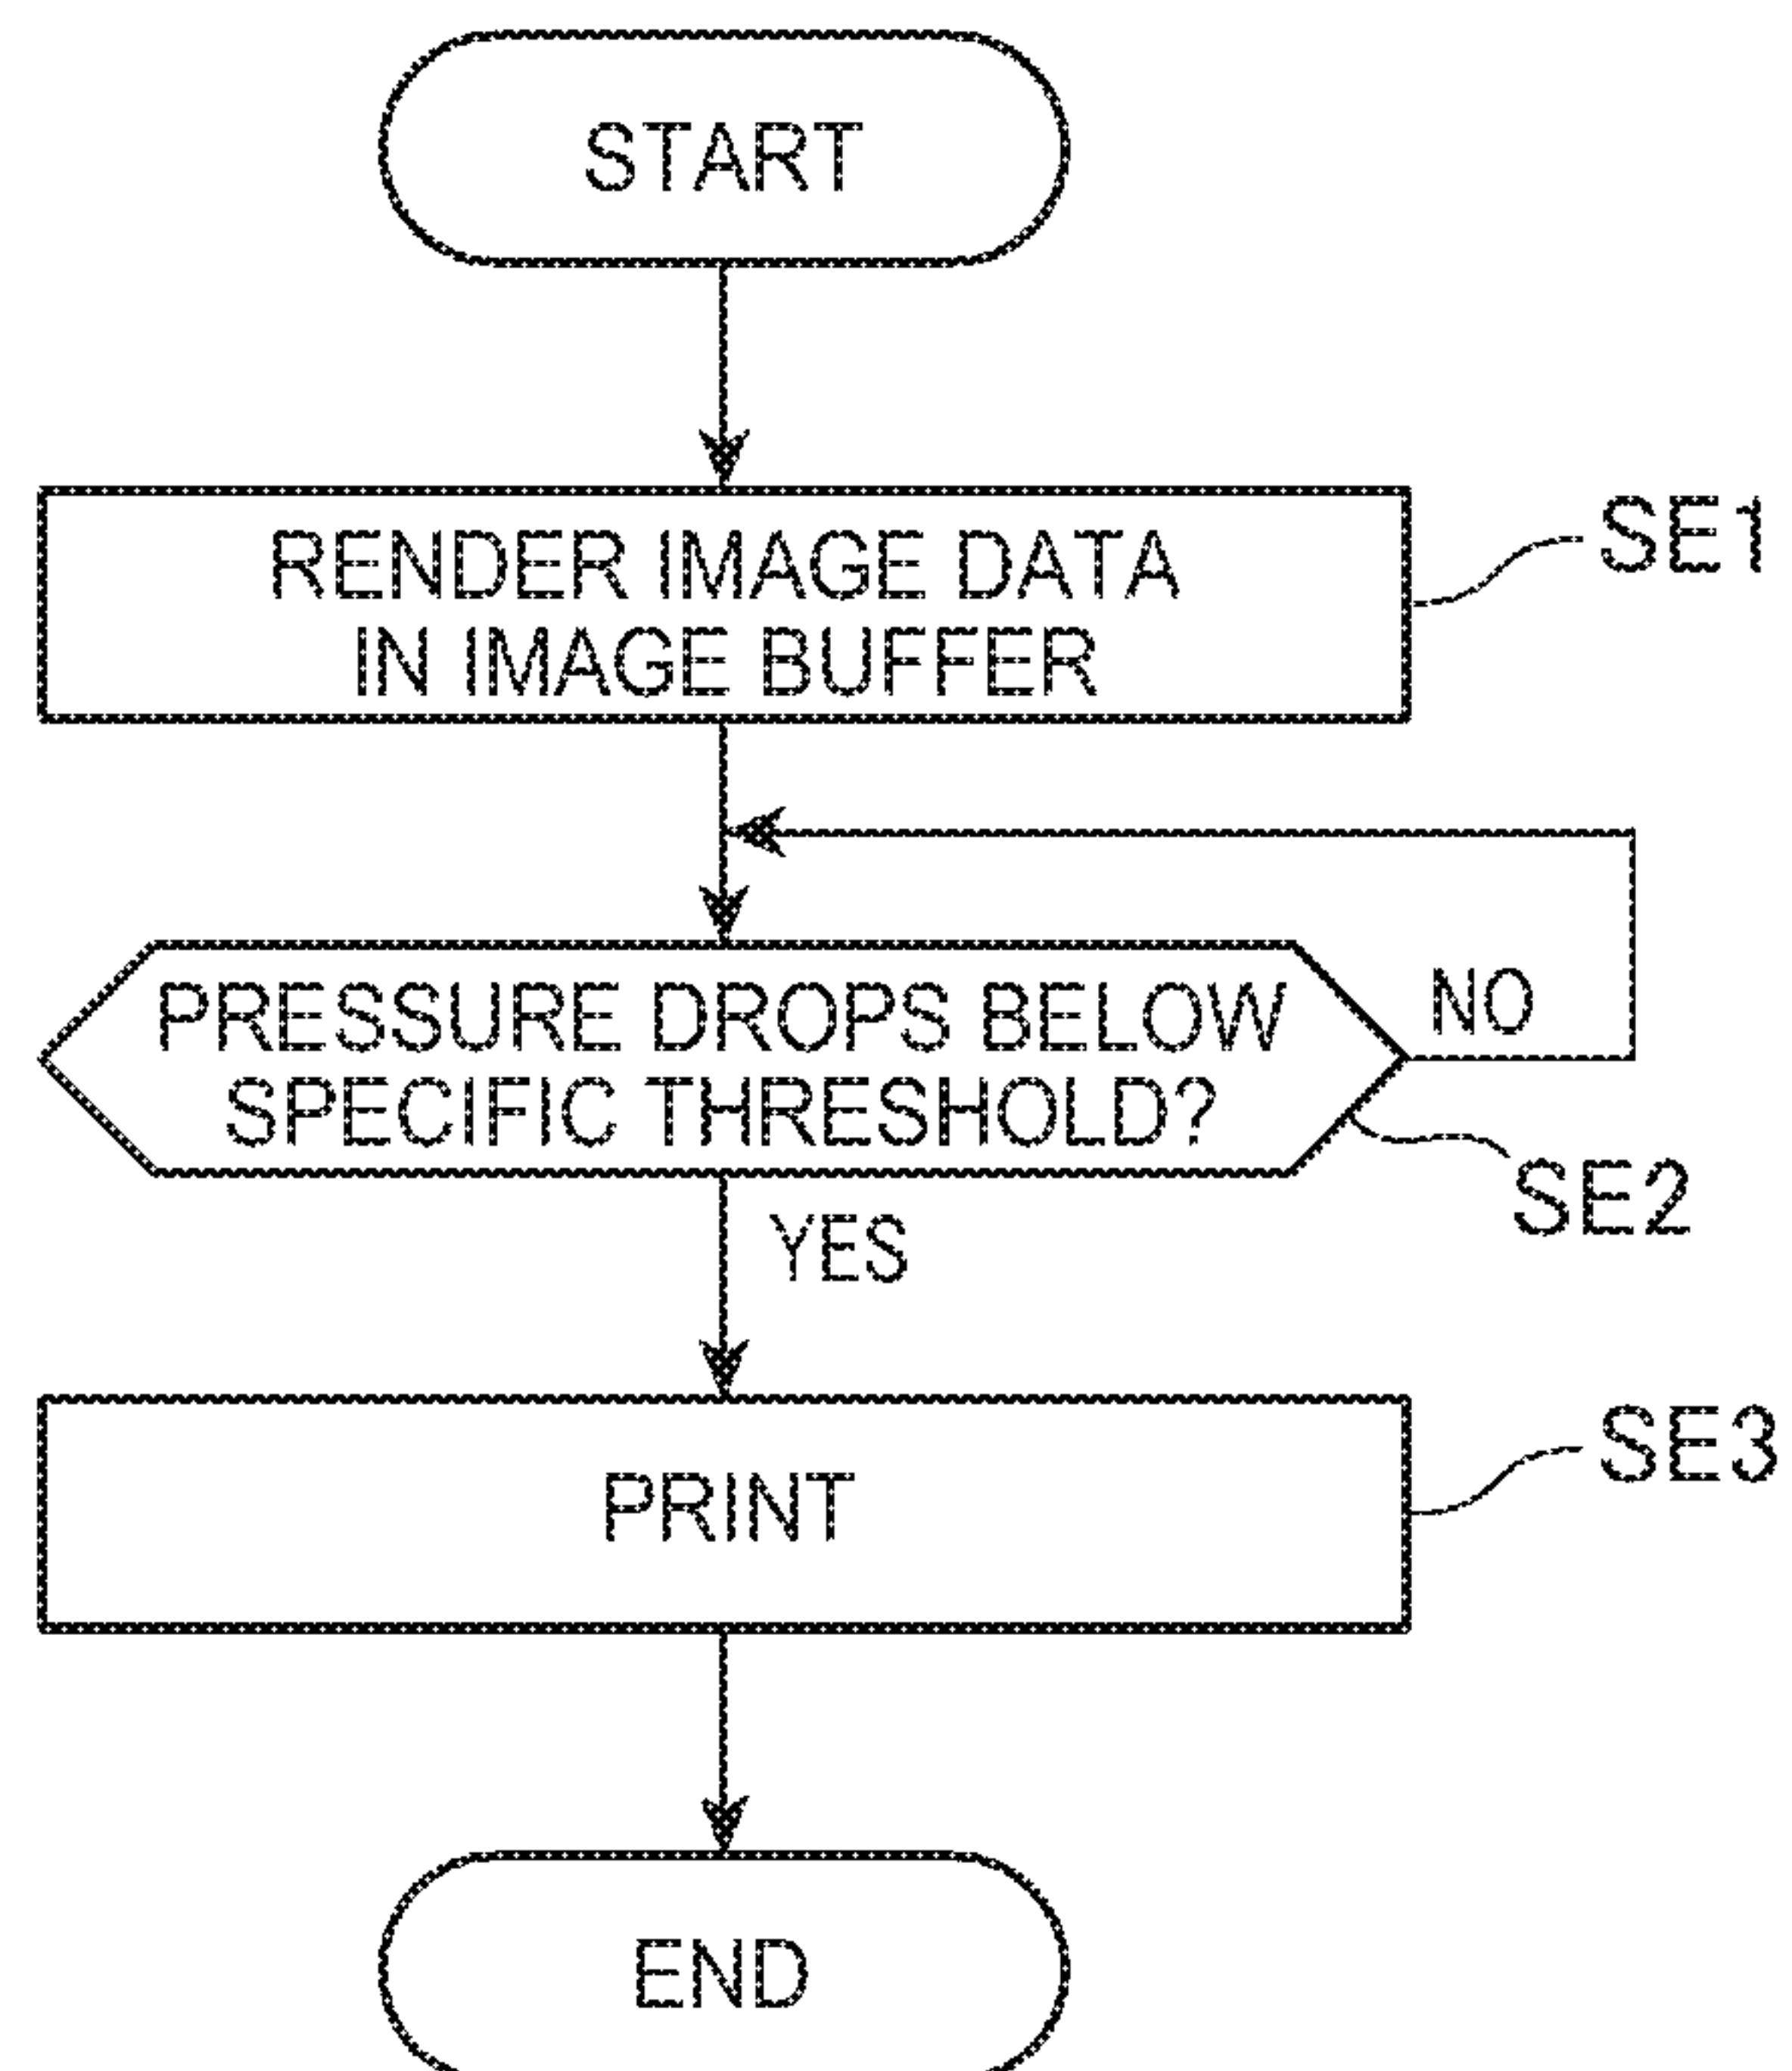 START
RENDER IMAGE DATA
IN IMAGE BUFFER
SE1
PRESSURE DROPS BELOW
SPECIFIC THRESHOLD?
NO
SE2
YES
PRINT
SE3
END